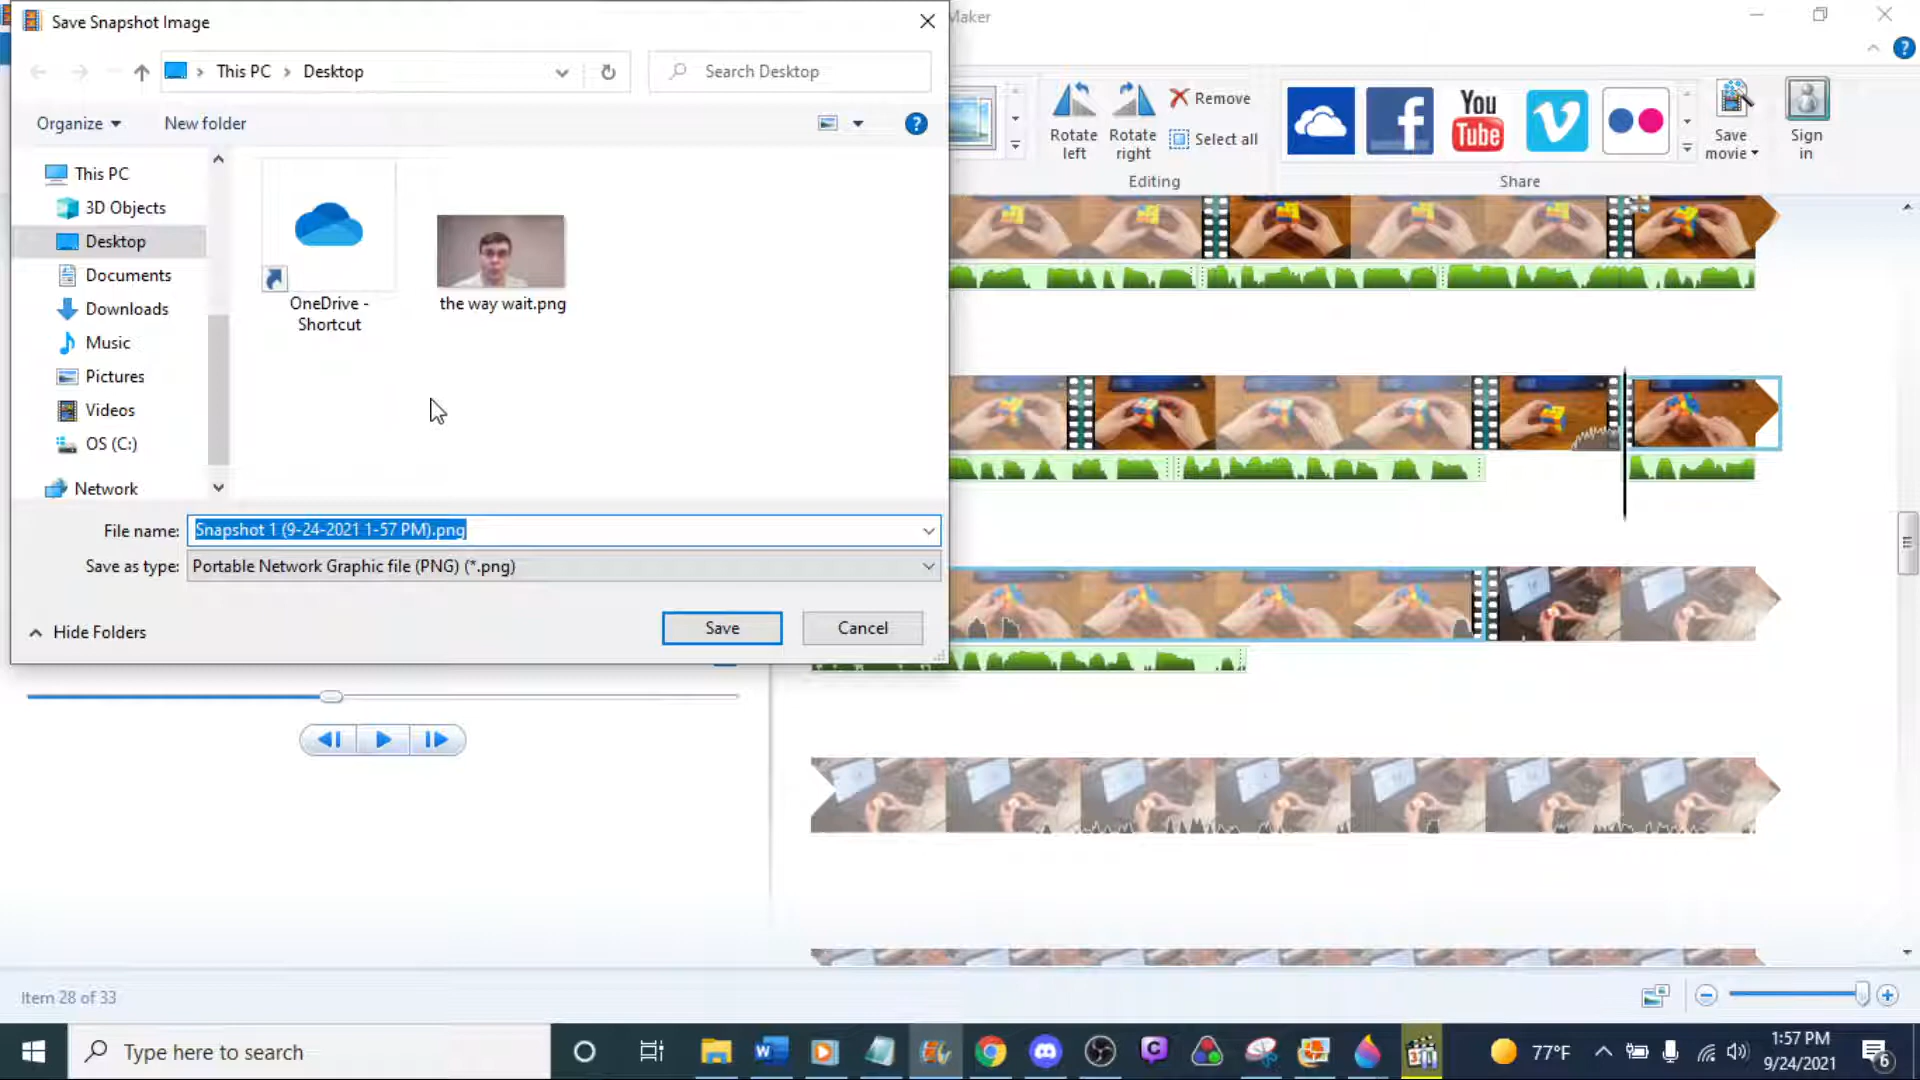 Save Snapshot Image
Maker
This PC
Desktop
Search Desktop
Organize
New folder
This PC
3D Objects
Desktop
Documents
Downloads
Music
Pictures
Videos
OS (C:)
Network
OneDrive -
Shortcut
the way wait.png
File name:
Snapshot 1 (9-24-2021 1-57 PM).png
Save as type:
Portable Network Graphic file (PNG) (*.png)
Hide Folders
Save
Cancel
Rotate
left
Rotate
right
Remove
Select all
Editing
You
Tube
Share
Save
movie
Sign
in
Item 28 of 33
Type here to search
77°F
1:57 PM
9/24/2021
6